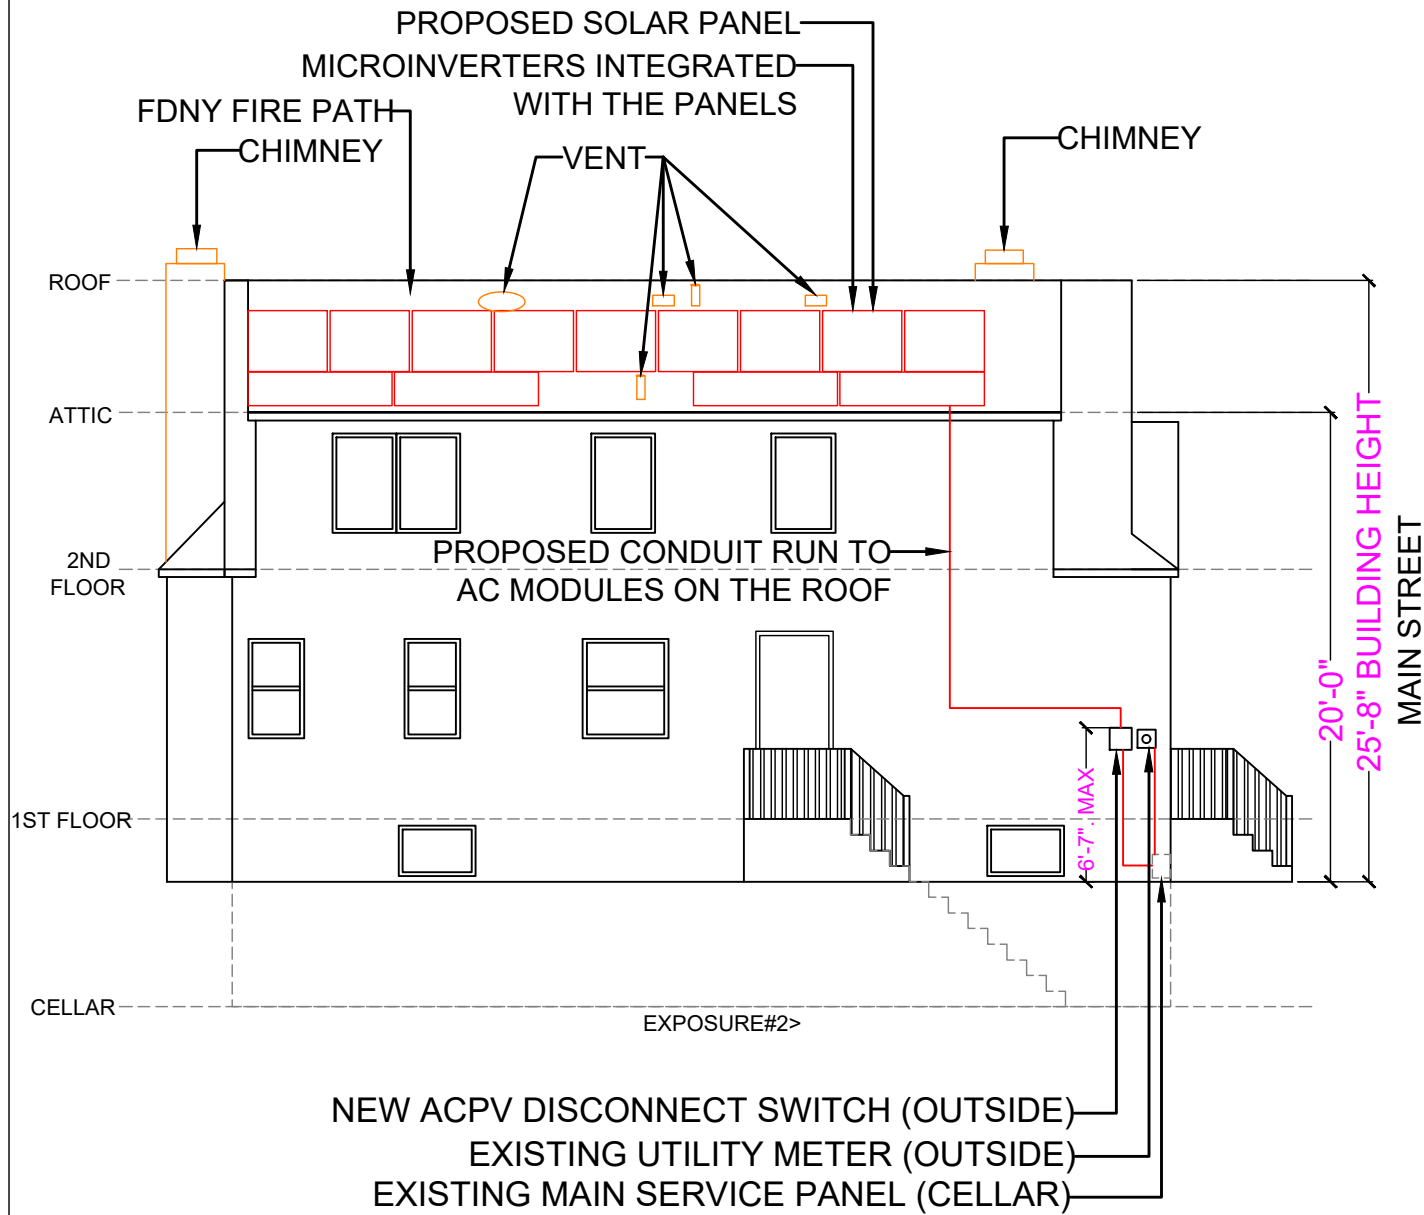 PROPOSED SOLAR PANEL
MICROINVERTERS INTEGRATED
WITH THE PANELS
FDNY FIRE PATH
CHIMNEY
VENT
CHIMNEY
ROOF
ATTIC
2ND
FLOOR
PROPOSED CONDUIT RUN TO
AC MODULES ON THE ROOF
1ST FLOOR
6'-7". MAX
20'-0"
25'-8" BUILDING HEIGHT
MAIN STREET
CELLAR
EXPOSURE#2>
NEW ACPV DISCONNECT SWITCH (OUTSIDE)
EXISTING UTILITY METER (OUTSIDE)
EXISTING MAIN SERVICE PANEL (CELLAR)